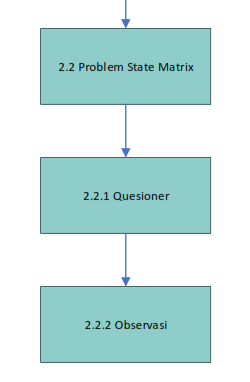 2.2 Problem State Matrix
2.2.1 Quesioner
2.2.2 Observasi